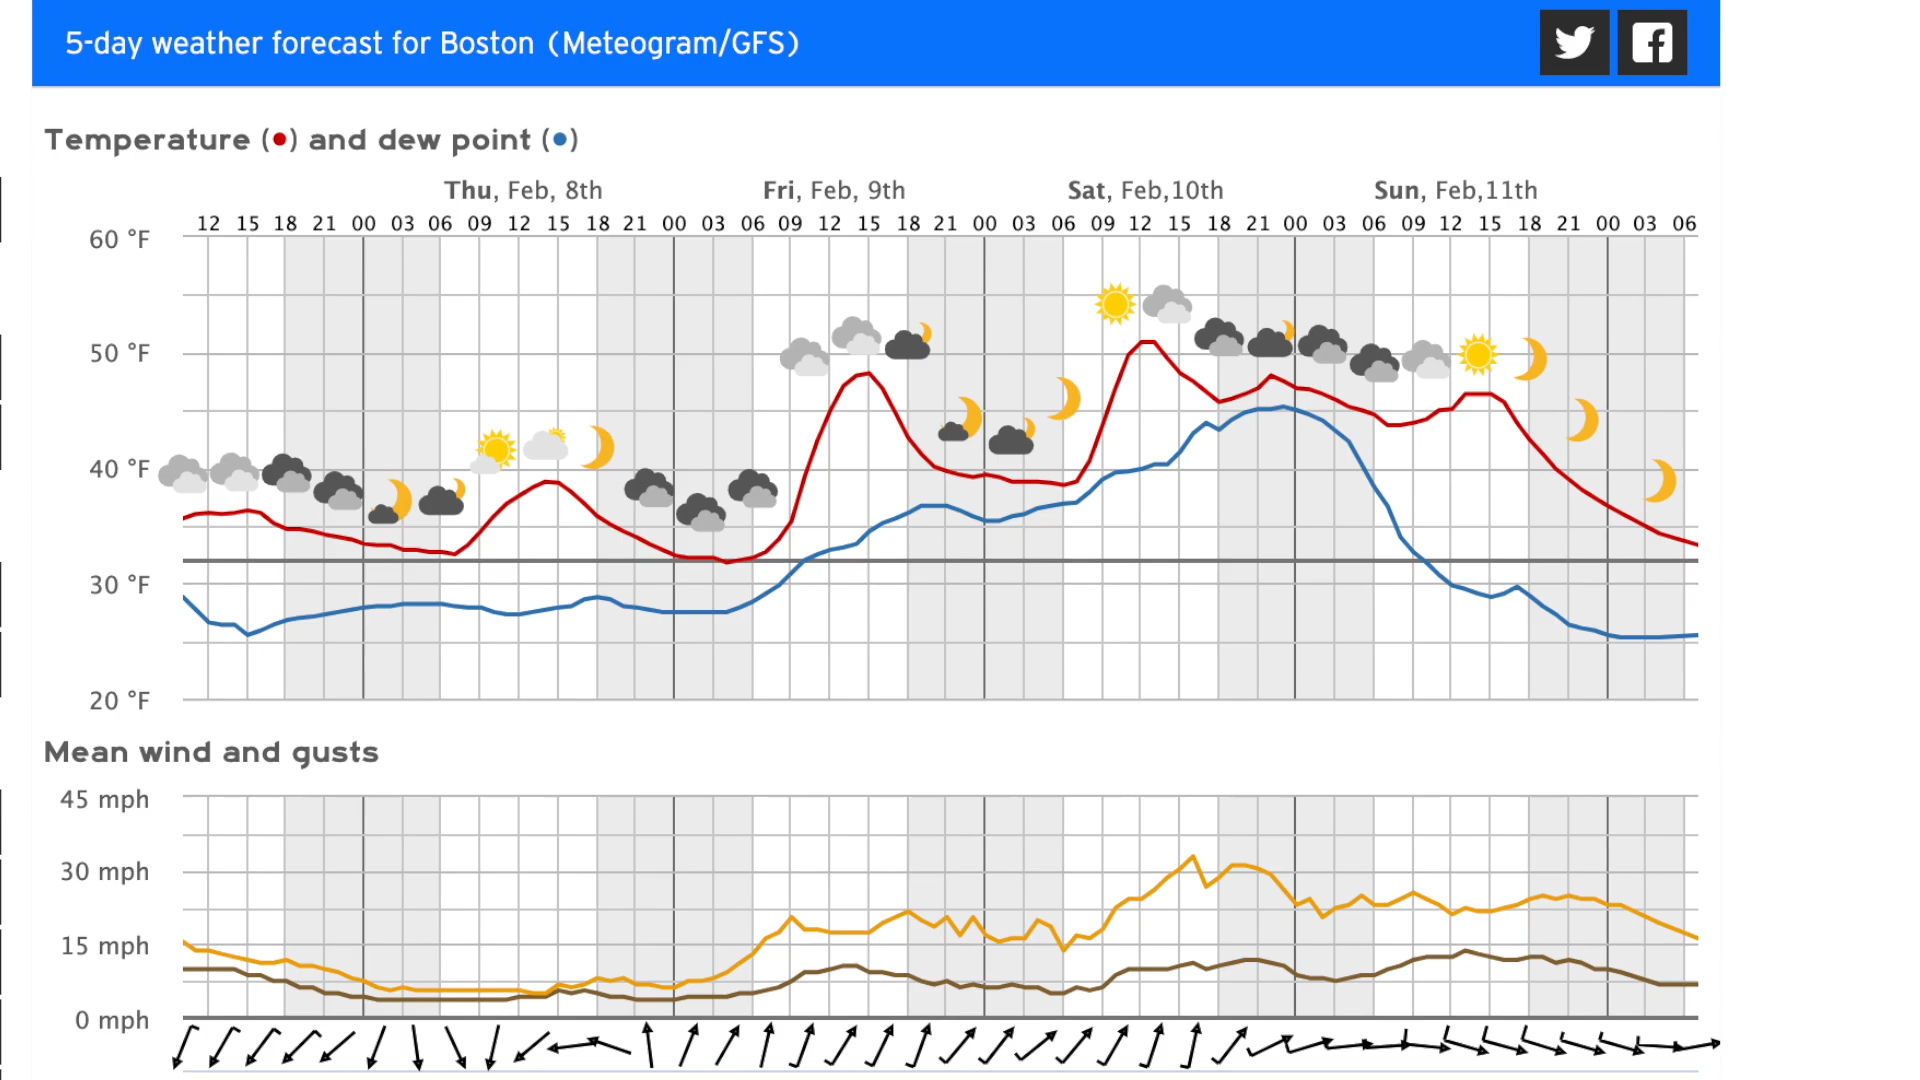 5-day weather forecast for Boston (Meteogram/GFS)
Temperature (●) and dew point (●)
Thu, Feb, 8th Fri, Feb, 9th Sat, Feb,10th Sun, Feb,11th
12 15 18 21 00 03 06 09 12 15 18 21 00 03 06 09 12 15 18 21 00 03 06 09 12 15 18 21 00 03 06 09 12 15 18 21 00 03 06
60 °F
50 °F
40 °F
30 °F
20 °F
Mean wind and gusts
45 mph
30 mph
15 mph
0 mph